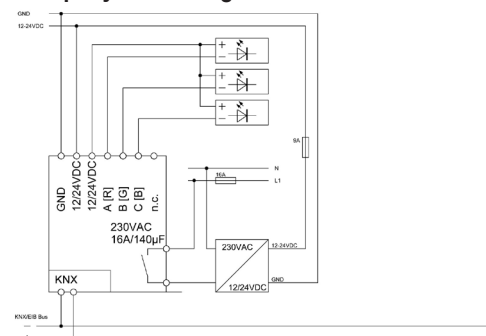 GND
12-24VDC
+
−
+
−
+
−
9A
N
16A
L1
GND
12/24VDC
12/24VDC
A [R]
B [G]
C [B]
n.c.
230VAC
16A/140µF
KNX
230VAC
12/24VDC
12-24VDC
GND
KNX/EIB Bus